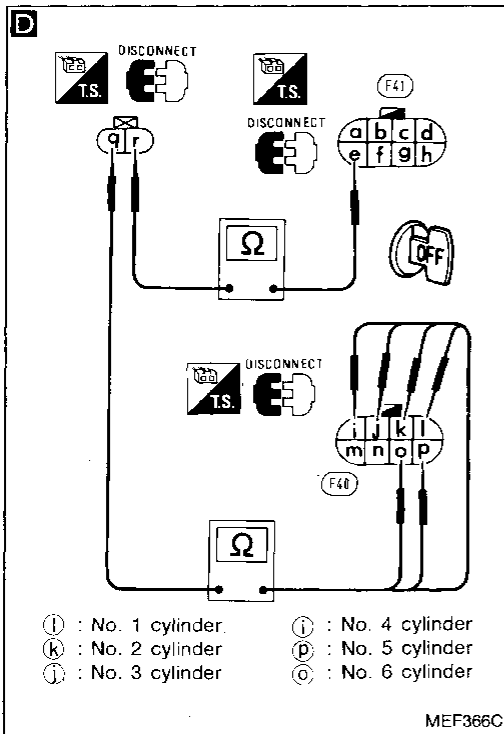 D
DISCONNECT
T.S.
T.S.
DISCONNECT
F41
a b c d
e f g h
q r
Ω
OFF
DISCONNECT
T.S.
i j k l
m n o p
F40
Ω
l : No. 1 cylinder
k : No. 2 cylinder
j : No. 3 cylinder
i : No. 4 cylinder
p : No. 5 cylinder
o : No. 6 cylinder
MEF366C